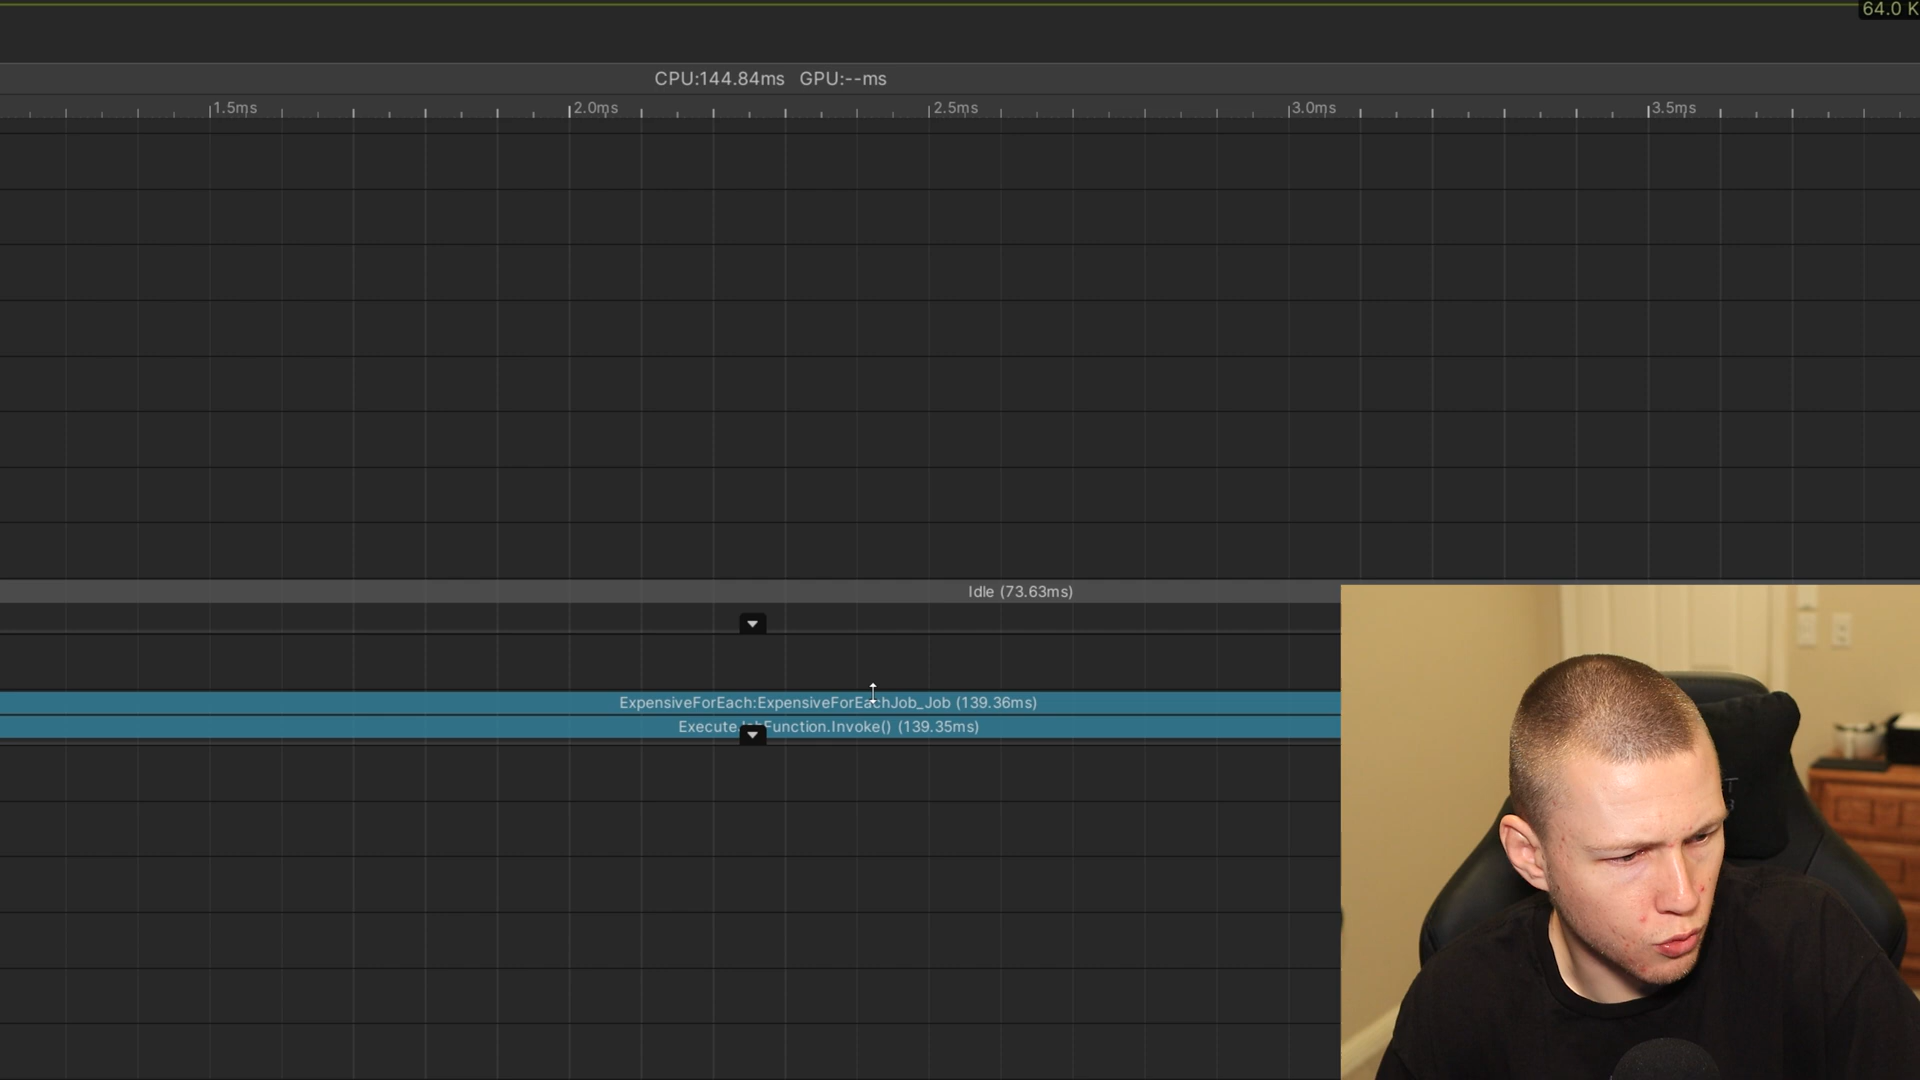 64.0 K
CPU:144.84ms GPU:--ms
1.5ms 2.0ms 2.5ms 3.0ms 3.5ms
Idle (73.63ms)
ExpensiveForEach:ExpensiveForEachJob_Job (139.36ms)
Function.Invoke() (139.35ms)